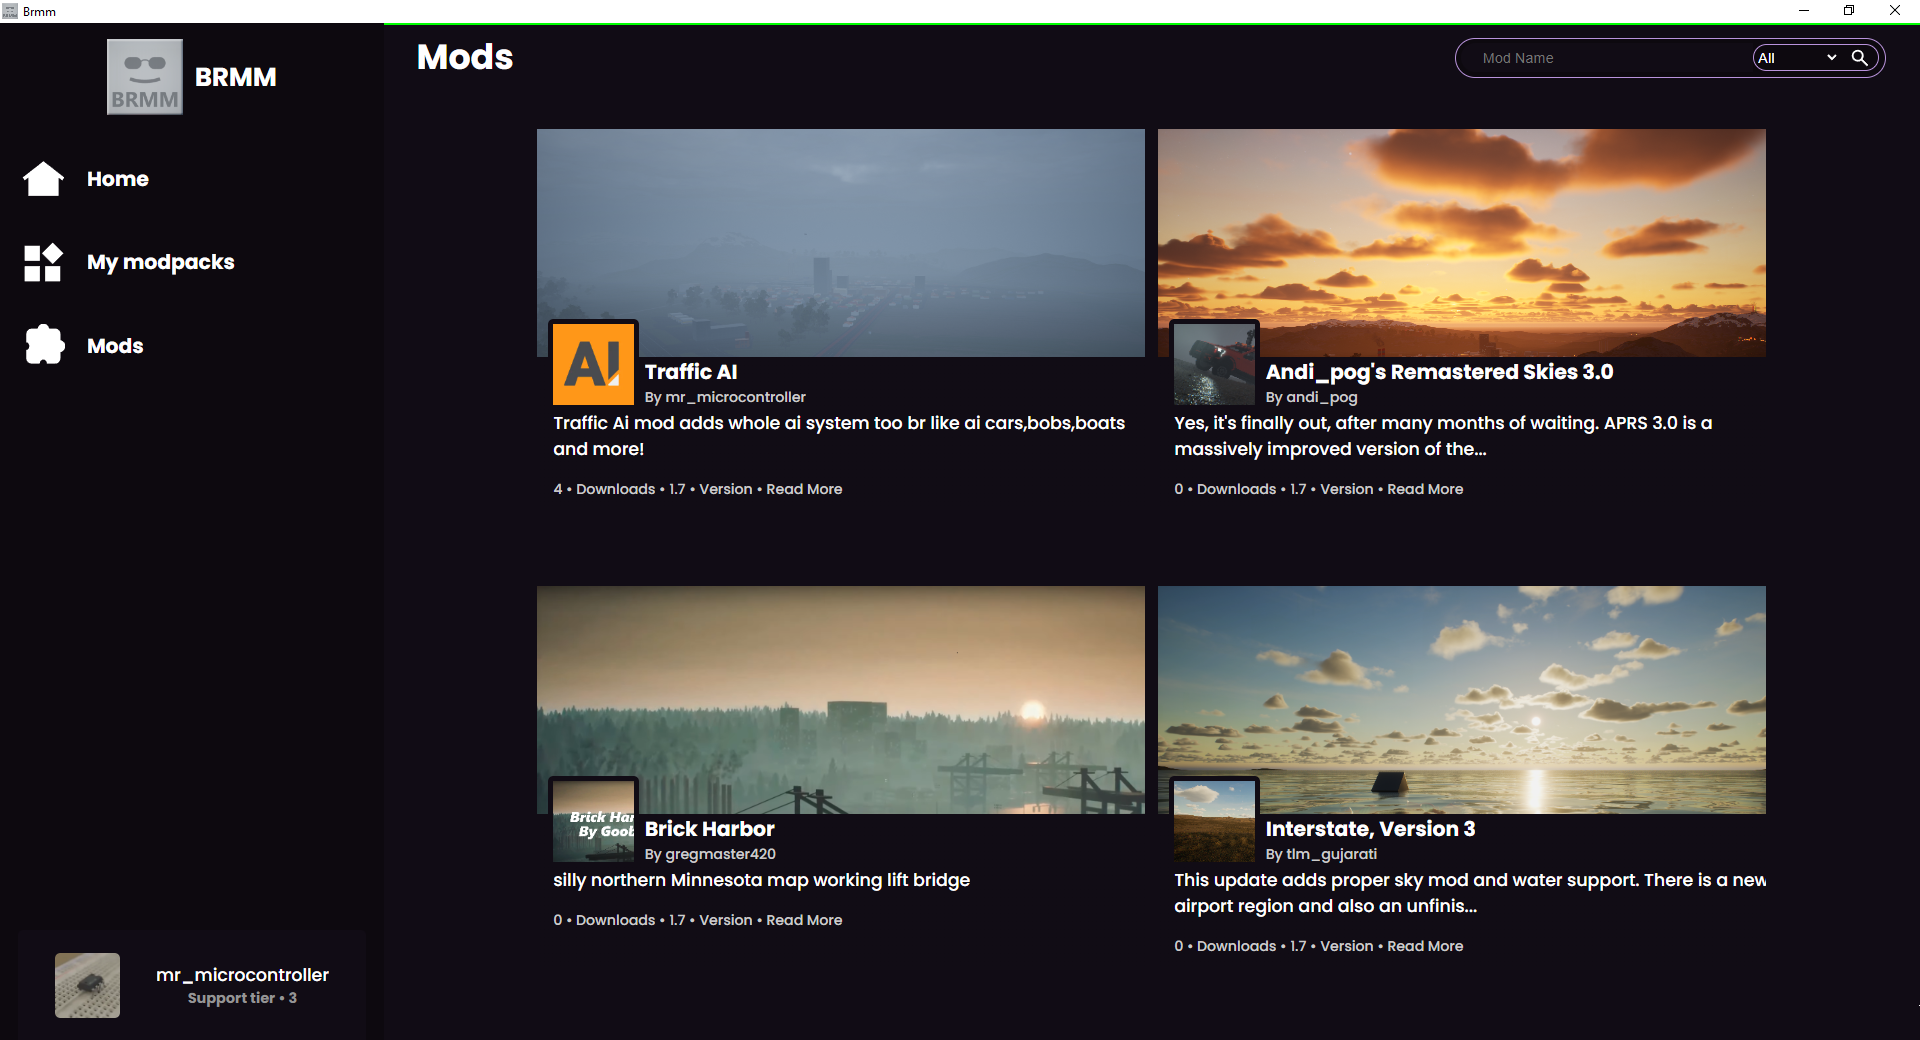 Brmm
BRMM
BRMM
Home
My modpacks
Mods
mr_microcontroller
Support tier • 3
Mods
Mod Name
All
AI
Traffic AI
By mr_microcontroller
Traffic Ai mod adds whole ai system too br like ai cars,bobs,boats
and more!
4 • Downloads • 1.7 • Version • Read More
Andi_pog's Remastered Skies 3.0
By andi_pog
Yes, it's finally out, after many months of waiting. APRS 3.0 is a
massively improved version of the...
0 • Downloads • 1.7 • Version • Read More
Brick Har
By Goob
Brick Harbor
By gregmaster420
silly northern Minnesota map working lift bridge
0 • Downloads • 1.7 • Version • Read More
Interstate, Version 3
By tlm_gujarati
This update adds proper sky mod and water support. There is a new
airport region and also an unfinis...
0 • Downloads • 1.7 • Version • Read More